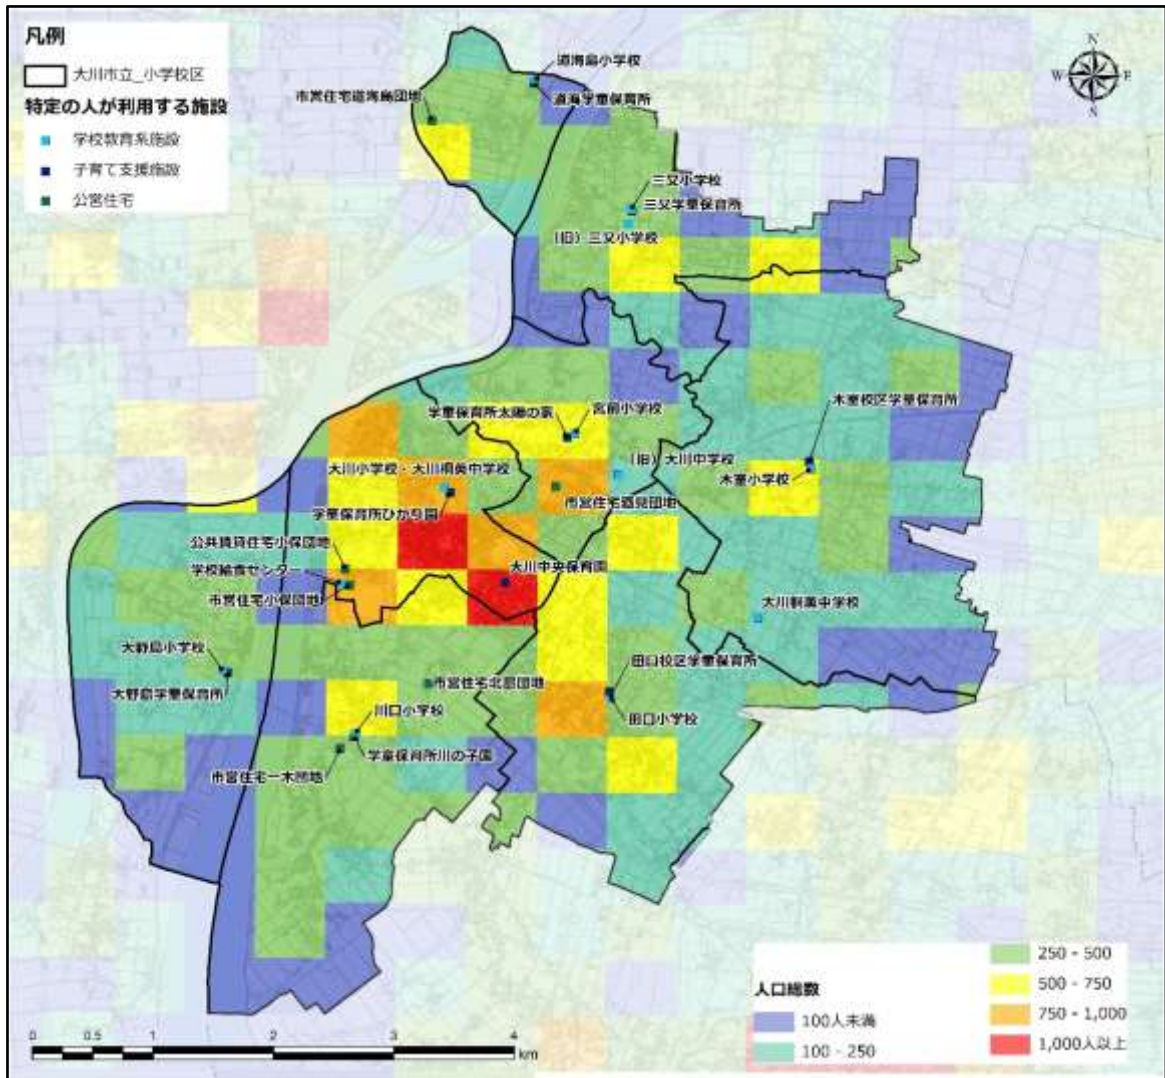 凡例
大川市立_小学校区
特定の人が利用する施設
学校教育系施設
子育て支援施設
公営住宅
N
W
E
S
道海島小学校
道海学童保育所
市営住宅道海島団地
三又小学校
三又学童保育所
(旧) 三又小学校
木室校区学童保育所
学童保育所太陽の家
宮前小学校
(旧) 大川中学校
大川小学校・大川桐英中学校
木室小学校
市営住宅酒見団地
学童保育所ひかり園
公共賃貸住宅小保団地
学校給食センター
大川中央保育園
市営住宅小保団地
大川桐薫中学校
大野島小学校
田口校区学童保育所
大野島学童保育所
市営住宅北島団地
川口小学校
田口小学校
学童保育所川の子園
市営住宅一木団地
人口総数
100人未満
100 - 250
250 - 500
500 - 750
750 - 1,000
1,000人以上
0 0.5 1 2 3 4
km